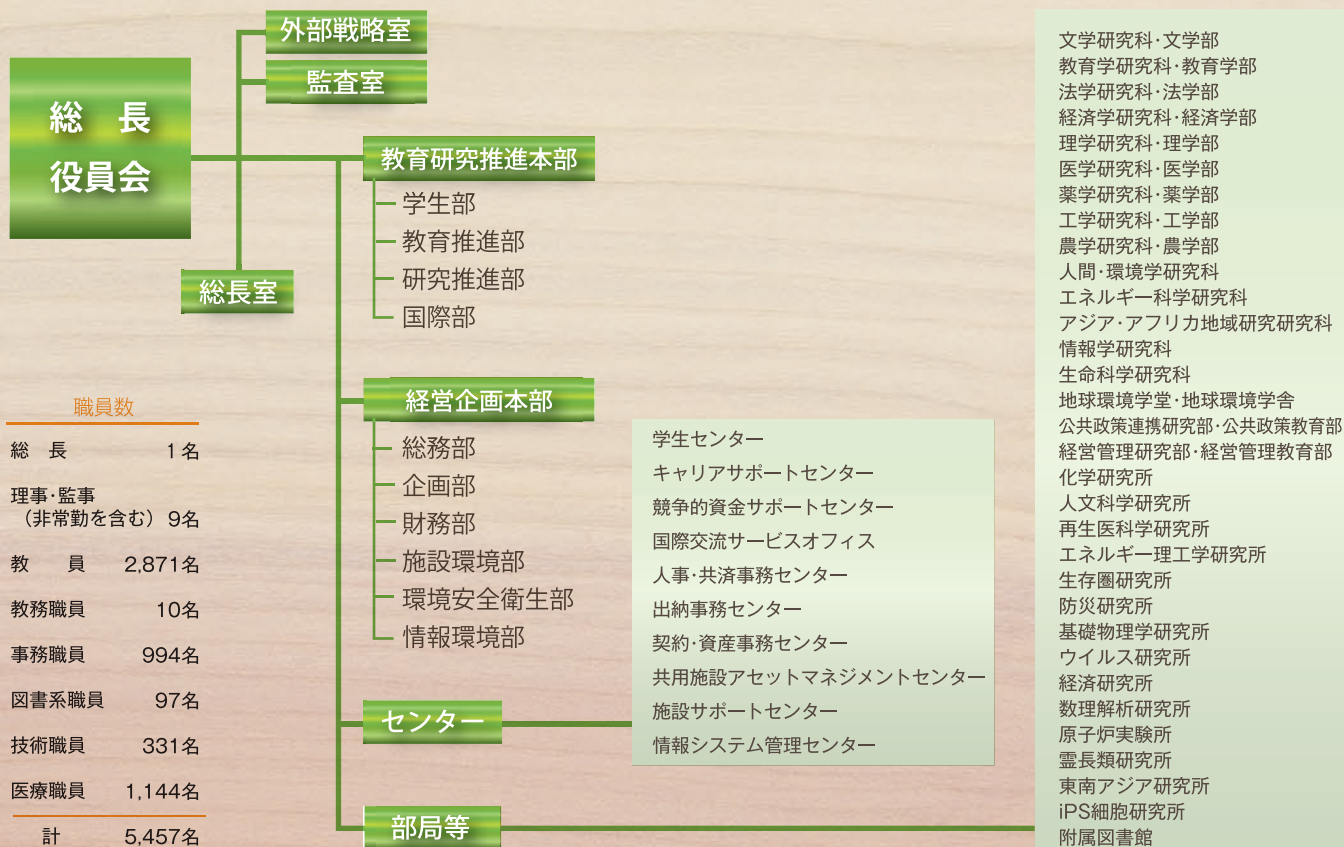 外部戦略室
監査室
総　長
役員会
総長室
教育研究推進本部
学生部
教育推進部
研究推進部
国際部
経営企画本部
総務部
企画部
財務部
施設環境部
環境安全衛生部
情報環境部
センター
学生センター
キャリアサポートセンター
競争的資金サポートセンター
国際交流サービスオフィス
人事・共済事務センター
出納事務センター
契約・資産事務センター
共用施設アセットマネジメントセンター
施設サポートセンター
情報システム管理センター
部局等
文学研究科・文学部
教育学研究科・教育学部
法学研究科・法学部
経済学研究科・経済学部
理学研究科・理学部
医学研究科・医学部
薬学研究科・薬学部
工学研究科・工学部
農学研究科・農学部
人間・環境学研究科
エネルギー科学研究科
アジア・アフリカ地域研究研究科
情報学研究科
生命科学研究科
地球環境学堂・地球環境学舎
公共政策連携研究部・公共政策教育部
経営管理研究部・経営管理教育部
化学研究所
人文科学研究所
再生医科学研究所
エネルギー理工学研究所
生存圏研究所
防災研究所
基礎物理学研究所
ウイルス研究所
経済研究所
数理解析研究所
原子炉実験所
霊長類研究所
東南アジア研究所
iPS細胞研究所
附属図書館
職員数
総　長 1名
理事・監事
（非常勤を含む） 9名
教　員 2,871名
教務職員 10名
事務職員 994名
図書系職員 97名
技術職員 331名
医療職員 1,144名
計 5,457名